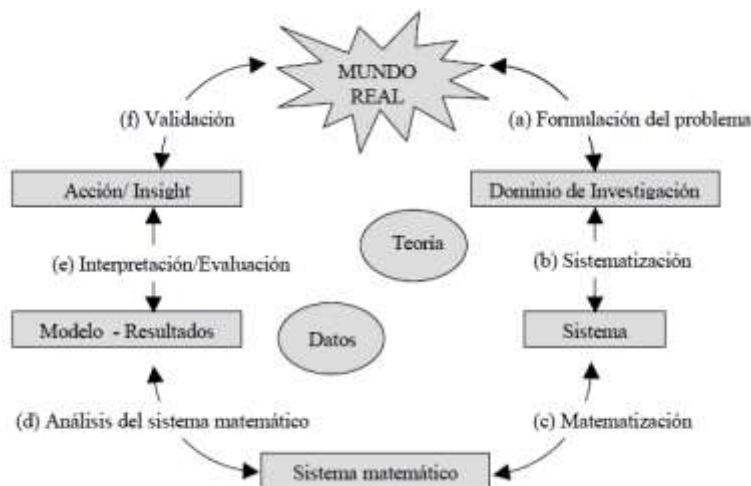 MUNDO
REAL
(f) Validación
(a) Formulación del problema
Acción/ Insight
Dominio de Investigación
Teoria
(e) Interpretación/Evaluación
(b) Sistematización
Modelo - Resultados
Datos
Sistema
(d) Análisis del sistema matemático
(c) Matematización
Sistema matemático